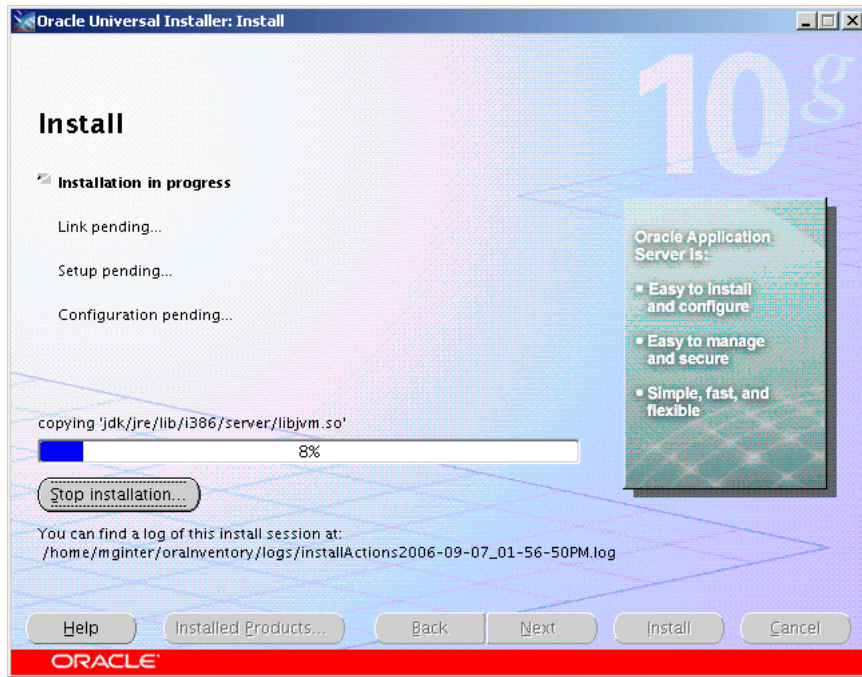 Oracle Universal Installer: Install
10g
Install
Installation in progress
Link pending...
Setup pending...
Configuration pending...
Oracle Application
Server is:
• Easy to install
and configure
• Easy to manage
and secure
• Simple, fast, and
flexible
copying 'jdk/jre/lib/i386/server/libjvm.so'
8%
Stop installation...
You can find a log of this install session at:
/home/mginter/oraInventory/logs/installActions2006-09-07_01-56-50PM.log
Help Installed Products... Back Next Install Cancel
ORACLE